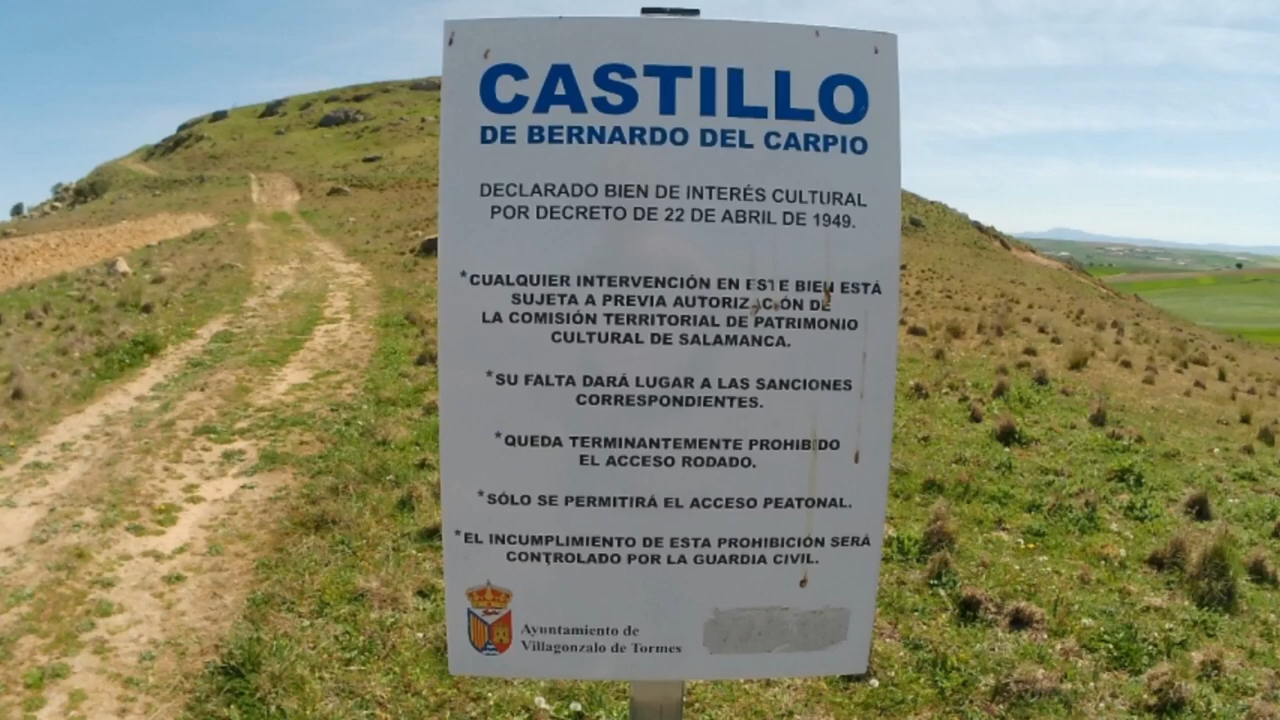 CASTILLO
DE BERNARDO DEL CARPIO
DECLARADO BIEN DE INTERÉS CULTURAL
POR DECRETO DE 22 DE ABRIL DE 1949.
*CUALQUIER INTERVENCIÓN EN ESTE BIEN ESTÁ
SUJETA A PREVIA AUTORIZACIÓN DE
LA COMISIÓN TERRITORIAL DE PATRIMONIO
CULTURAL DE SALAMANCA.
*SU FALTA DARÁ LUGAR A LAS SANCIONES
CORRESPONDIENTES.
*QUEDA TERMINANTEMENTE PROHIBIDO
EL ACCESO RODADO.
*SÓLO SE PERMITIRÁ EL ACCESO PEATONAL.
*EL INCUMPLIMIENTO DE ESTA PROHIBICIÓN SERÁ
CONTROLADO POR LA GUARDIA CIVIL.
Ayuntamiento de
Villagonzalo de Tormes